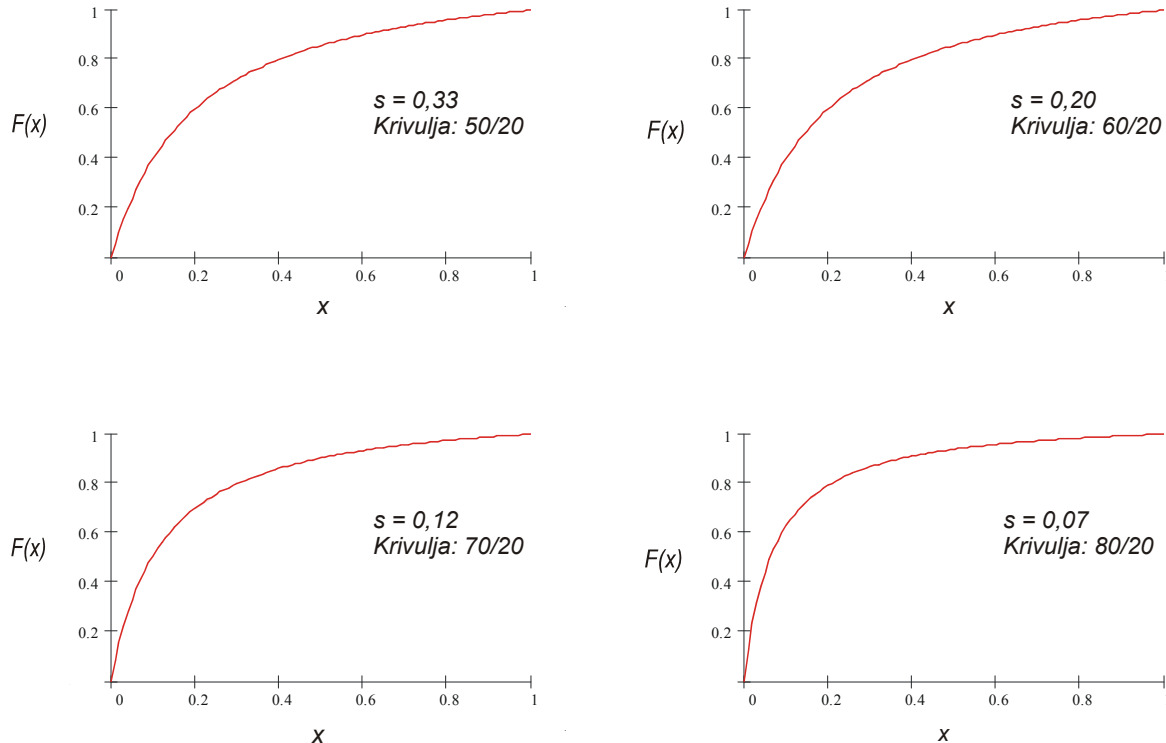 1
0.8
0.6
0.4
0.2
F(x)
s = 0,33
Krivulja: 50/20
0 0.2 0.4 0.6 0.8 1
x
1
0.8
0.6
0.4
0.2
F(x)
s = 0,20
Krivulja: 60/20
0 0.2 0.4 0.6 0.8
x
1
0.8
0.6
0.4
0.2
F(x)
s = 0,12
Krivulja: 70/20
0 0.2 0.4 0.6 0.8 1
x
1
0.8
0.6
0.4
0.2
F(x)
s = 0,07
Krivulja: 80/20
0 0.2 0.4 0.6 0.8
x